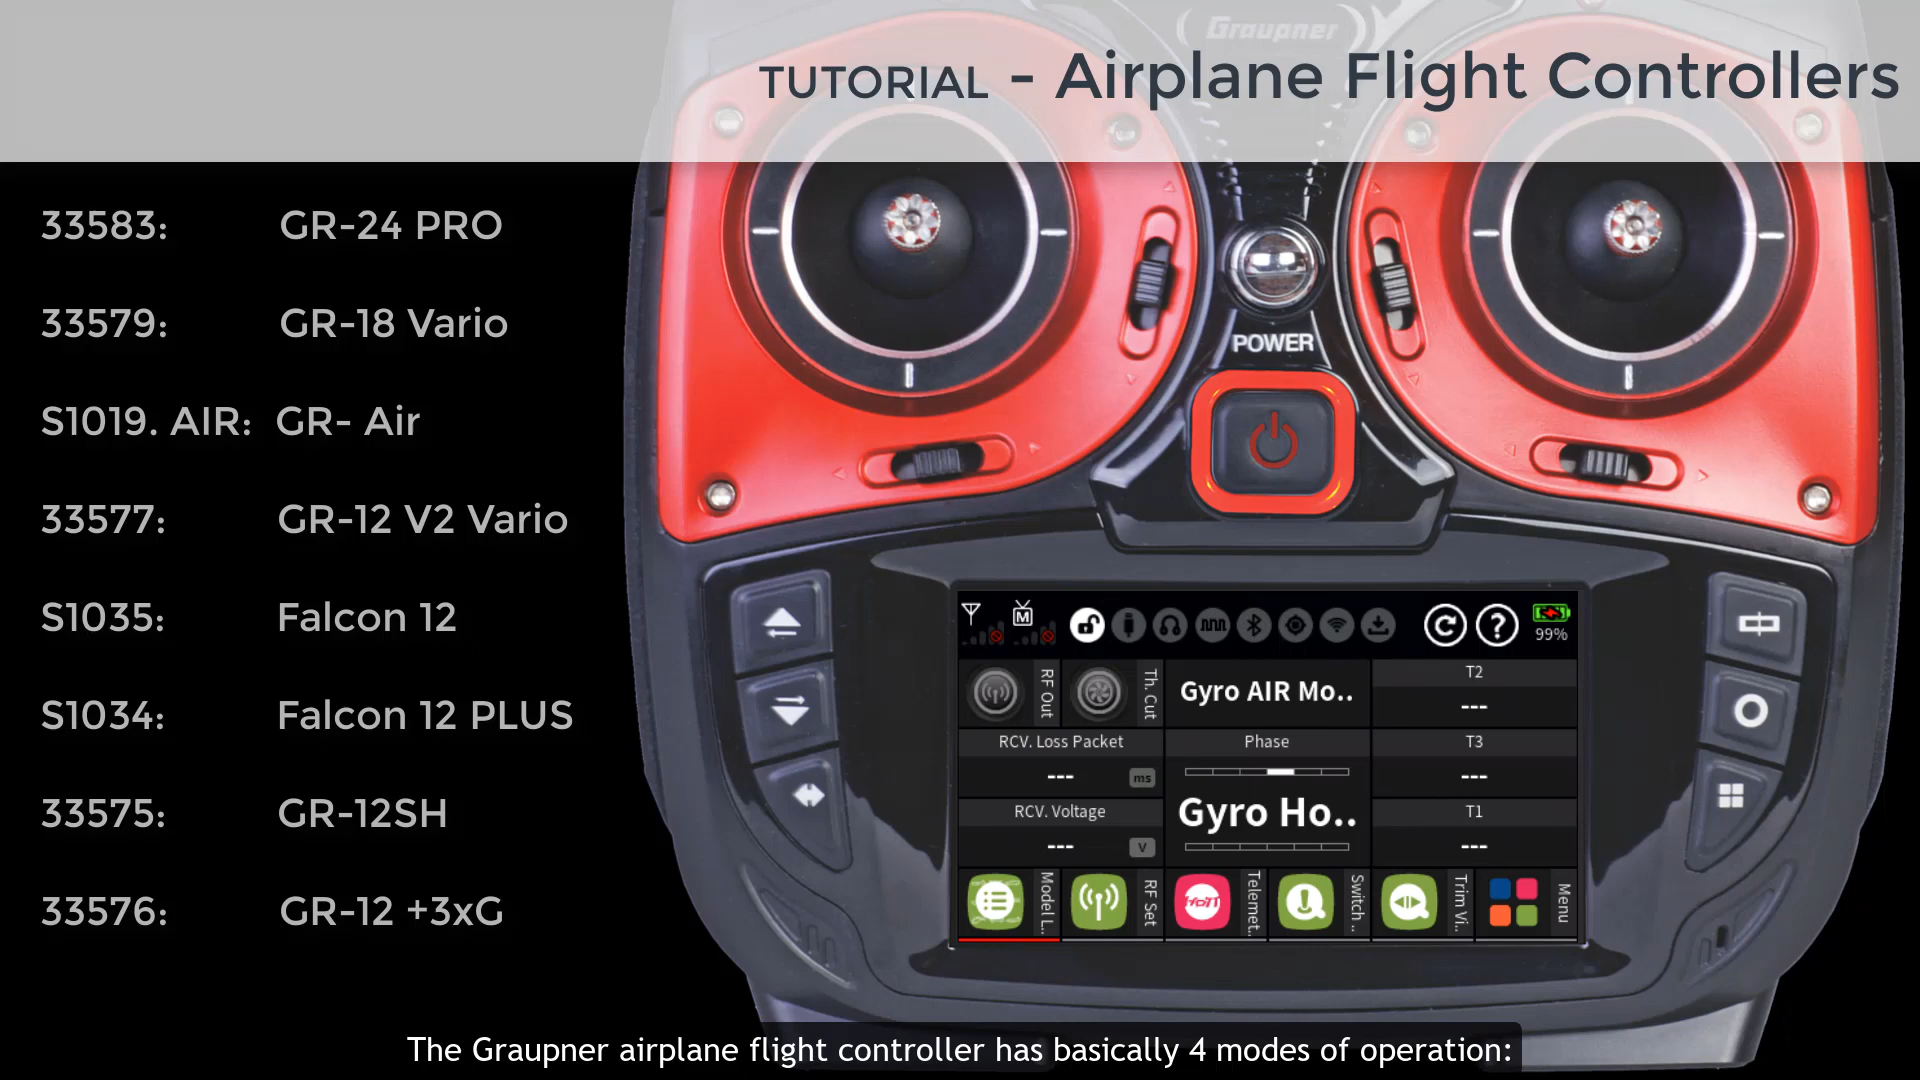 Graupner
TUTORIAL - Airplane Flight Controllers
33583: GR-24 PRO
33579: GR-18 Vario
S1019. AIR: GR- Air
33577: GR-12 V2 Vario
S1035: Falcon 12
S1034: Falcon 12 PLUS
33575: GR-12SH
33576: GR-12 +3xG
POWER
M
?
99%
RF Out
Th. Cut
Gyro AIR Mo..
T2
---
RCV. Loss Packet
Phase
T3
---
ms
---
RCV. Voltage
Gyro Ho..
T1
---
V
---
Model L..
RF Set
HoTT
Telemet..
Switch ..
Trim Vi..
Menu
The Graupner airplane flight controller has basically 4 modes of operation: